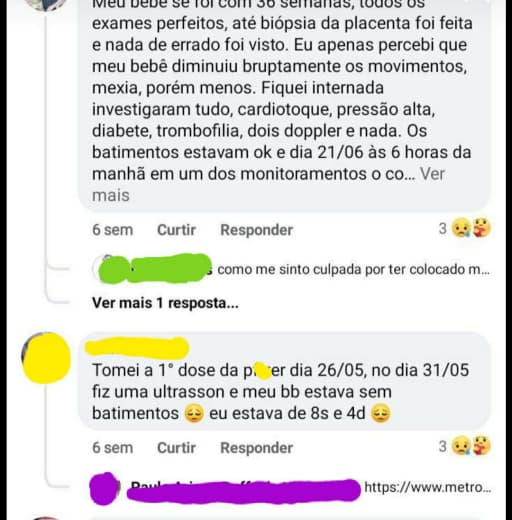 Meu bebê se foi com 36 semanas, todos os
exames perfeitos, até biópsia da placenta foi feita
e nada de errado foi visto. Eu apenas percebi que
meu bebê diminuiu bruptamente os movimentos,
mexia, porém menos. Fiquei internada
investigaram tudo, cardiotoque, pressão alta,
diabete, trombofilia, dois doppler e nada. Os
batimentos estavam ok e dia 21/06 às 6 horas da
manhã em um dos monitoramentos o co... Ver
mais
6 sem Curtir Responder 3
como me sinto culpada por ter colocado m...
Ver mais 1 resposta...
Tomei a 1° dose da p er dia 26/05, no dia 31/05
fiz uma ultrasson e meu bb estava sem
batimentos 😔 eu estava de 8s e 4d 😔
6 sem Curtir Responder 3
https://www.metro...